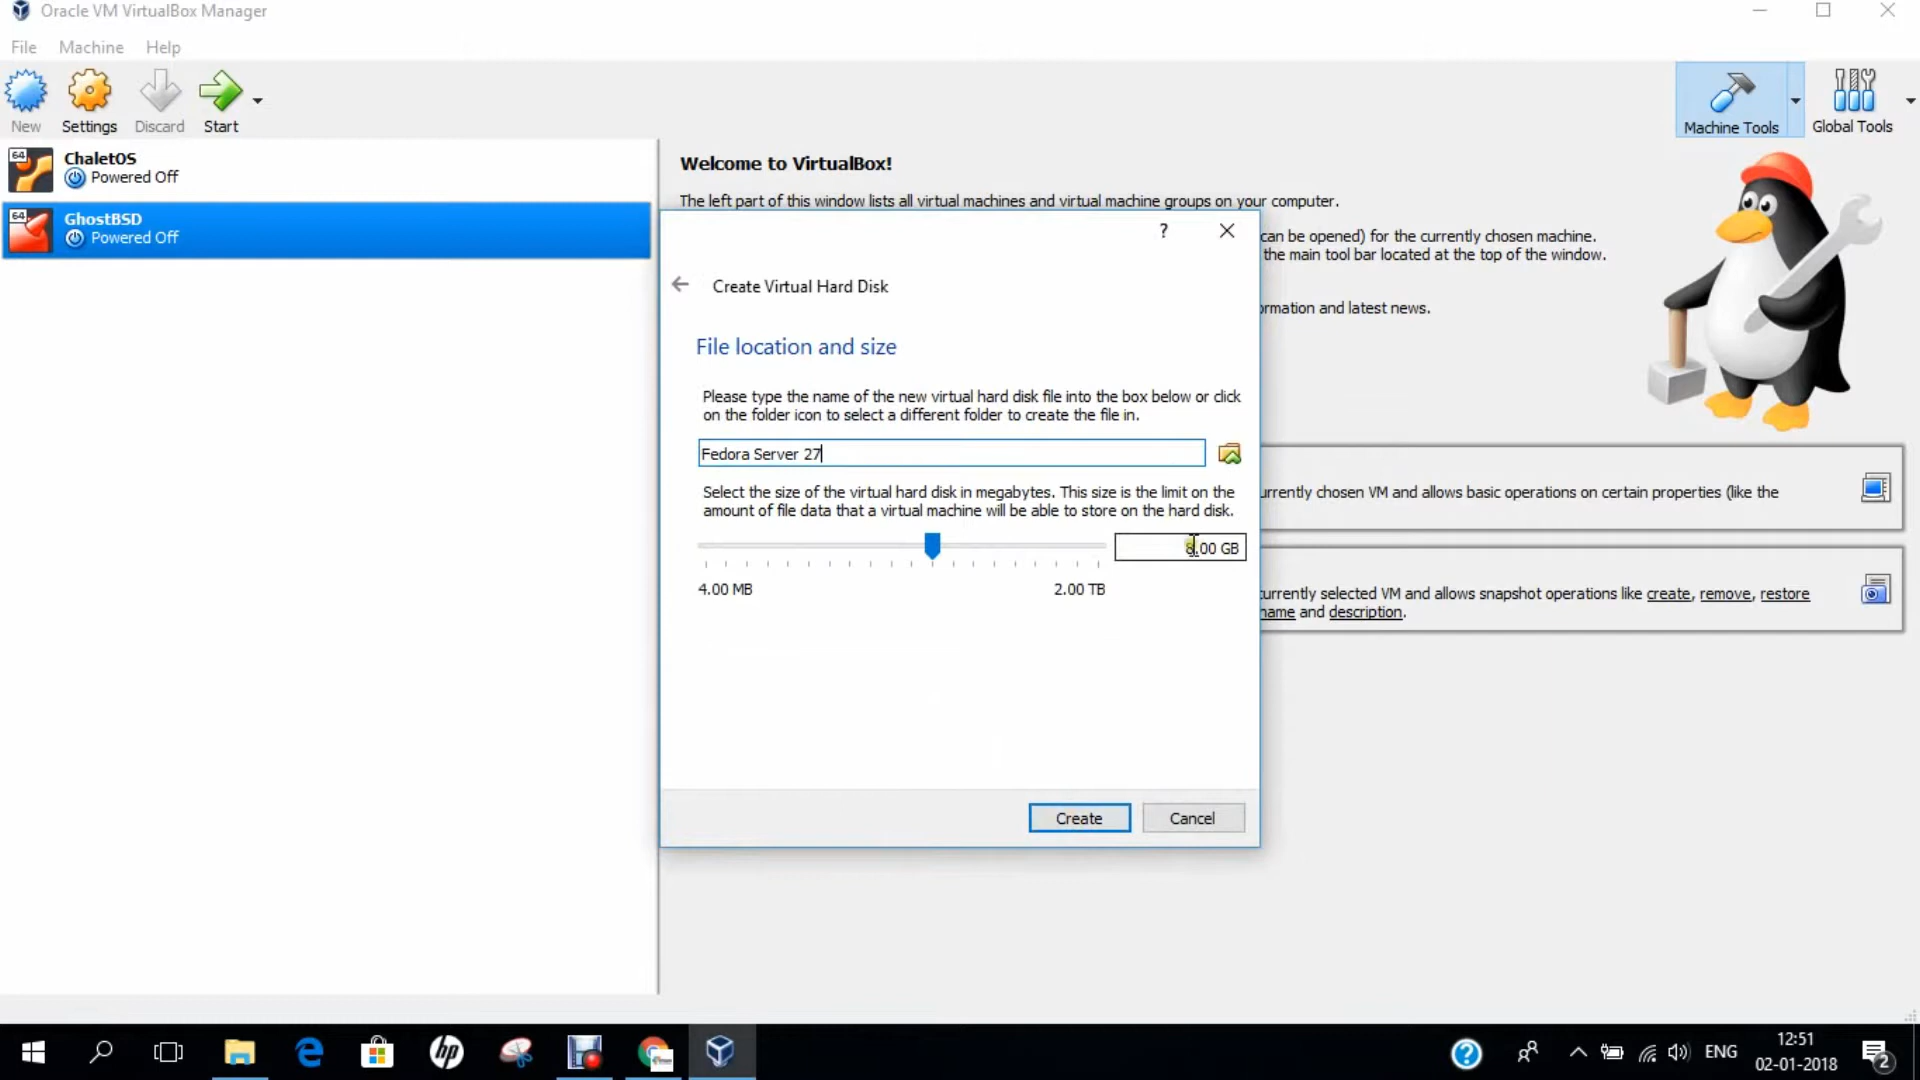 Oracle VM VirtualBox Manager
File Machine Help
New Settings Discard Start
Machine Tools Global Tools
64 ChaletOS
Powered Off
64 GhostBSD
Powered Off
Welcome to VirtualBox!
The left part of this window lists all virtual machines and virtual machine groups on your computer.
can be opened) for the currently chosen machine.
the main tool bar located at the top of the window.
and latest news.
? 
Create Virtual Hard Disk
File location and size
Please type the name of the new virtual hard disk file into the box below or click
on the folder icon to select a different folder to create the file in.
Fedora Server 27
Select the size of the virtual hard disk in megabytes. This size is the limit on the
amount of file data that a virtual machine will be able to store on the hard disk.
8.00 GB
4.00 MB 2.00 TB
Create Cancel
chosen VM and allows basic operations on certain properties (like the
selected VM and allows snapshot operations like create, remove, restore
and description.
hp
ENG
12:51
02-01-2018
2